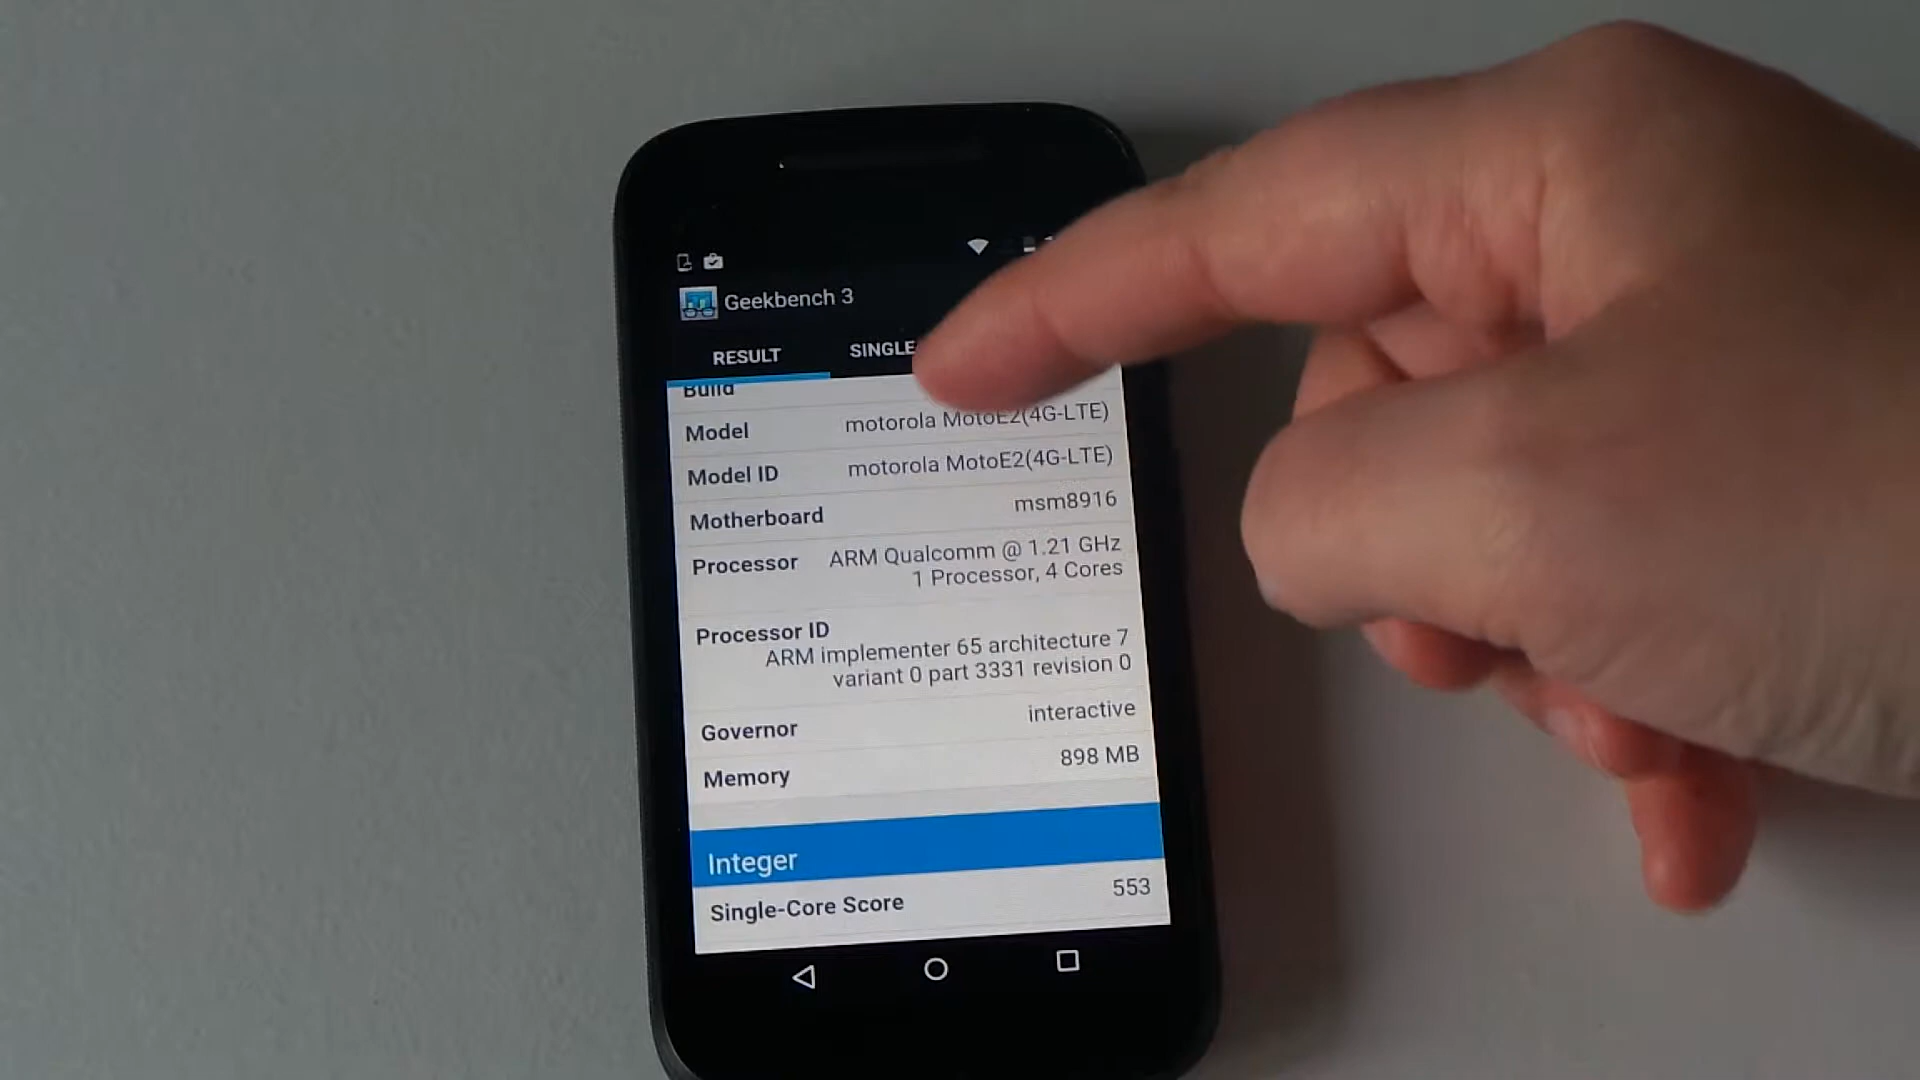 Geekbench 3
RESULT SINGLE
Build
Model motorola MotoE2(4G-LTE)
Model ID motorola MotoE2(4G-LTE)
Motherboard msm8916
Processor ARM Qualcomm @ 1.21 GHz
1 Processor, 4 Cores
Processor ID
ARM implementer 65 architecture 7
variant 0 part 3331 revision 0
Governor interactive
Memory 898 MB
Integer
Single-Core Score 553